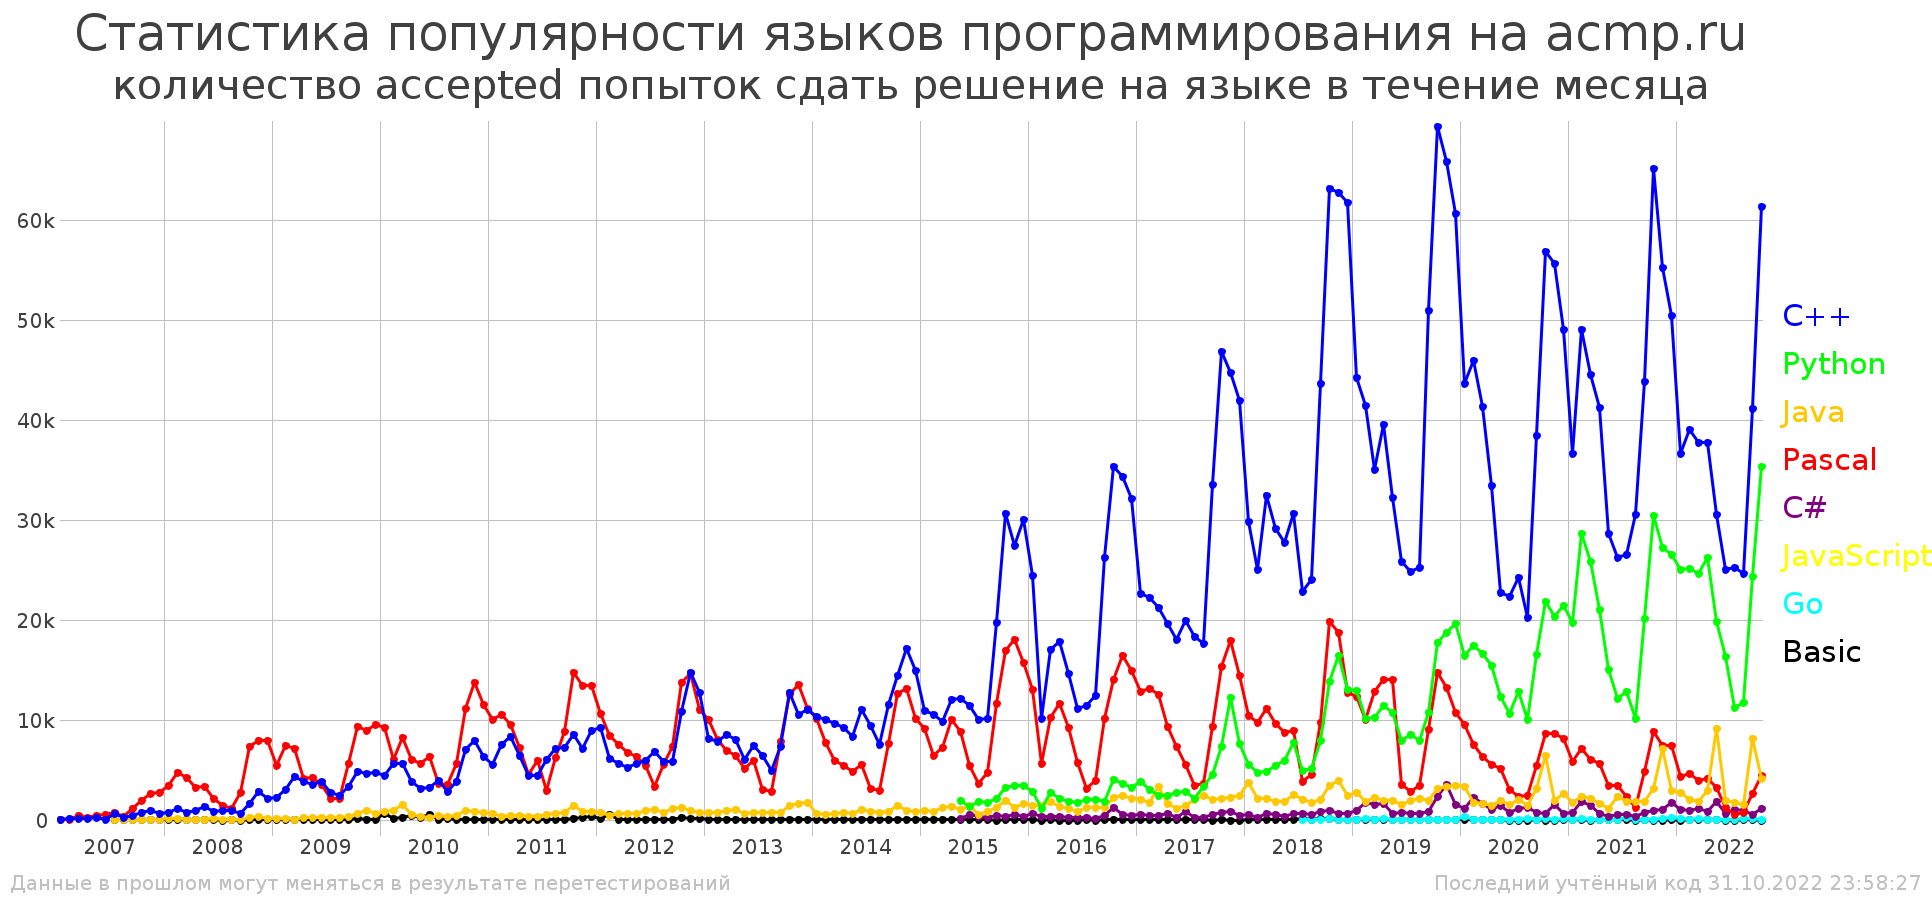 Статистика популярности языков программирования на acmp.ru
количество accepted попыток сдать решение на языке в течение месяца
60k
50k
40k
30k
20k
10k
0
C++
Python
Java
Pascal
C#
JavaScript
Go
Basic
2007 2008 2009 2010 2011 2012 2013 2014 2015 2016 2017 2018 2019 2020 2021 2022
Данные в прошлом могут меняться в результате перетестирований
Последний учтённый код 31.10.2022 23:58:27